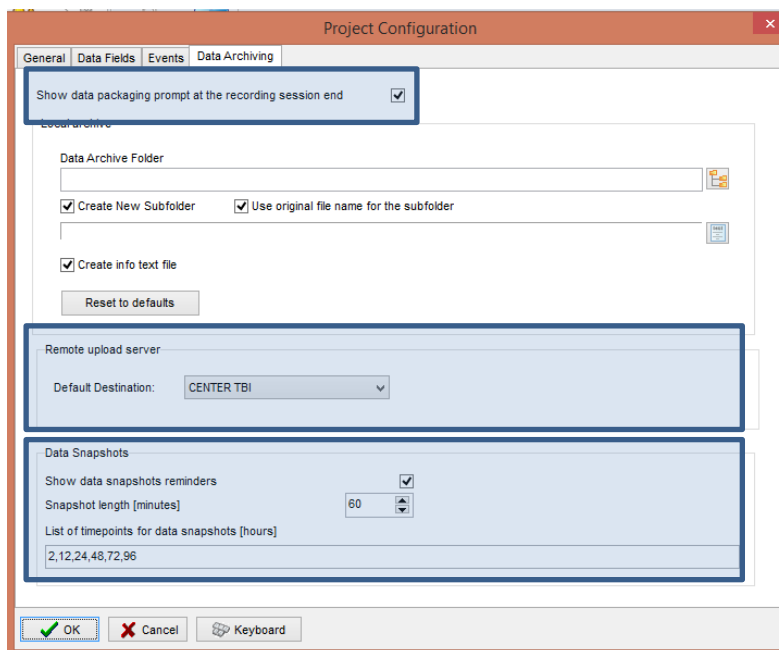 Project Configuration
General Data Fields Events Data Archiving
Show data packaging prompt at the recording session end
Local archive
Data Archive Folder
Create New Subfolder Use original file name for the subfolder
Create info text file
Reset to defaults
Remote upload server
Default Destination: CENTER TBI
Data Snapshots
Show data snapshots reminders
Snapshot length [minutes] 60
List of timepoints for data snapshots [hours]
2,12,24,48,72,96
OK Cancel Keyboard